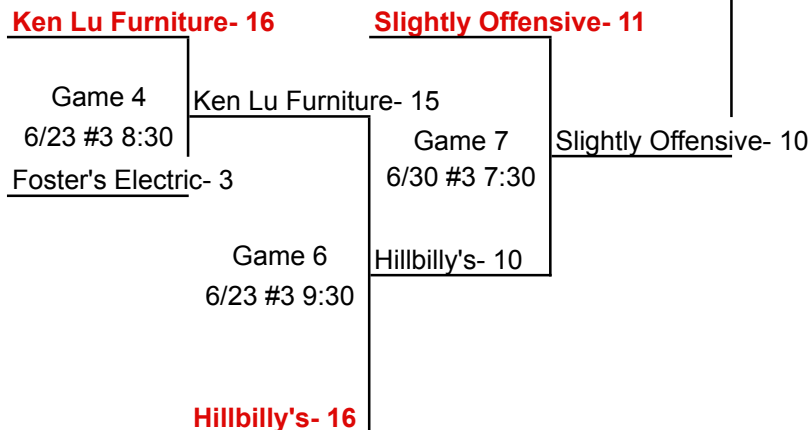 Ken Lu Furniture- 16
Slightly Offensive- 11
Game 4
6/23 #3 8:30
Ken Lu Furniture- 15
Foster's Electric- 3
Game 7
6/30 #3 7:30
Slightly Offensive- 10
Game 6
6/23 #3 9:30
Hillbilly's- 10
Hillbilly's- 16